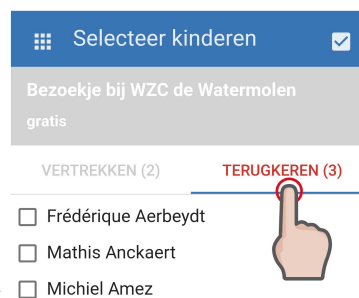 Selecteer kinderen
Bezoekje bij WZC de Watermolen
gratis
VERTREKKEN (2) TERUGKEREN (3)
Frédérique Aerbeydt
Mathis Anckaert
Michiel Amez